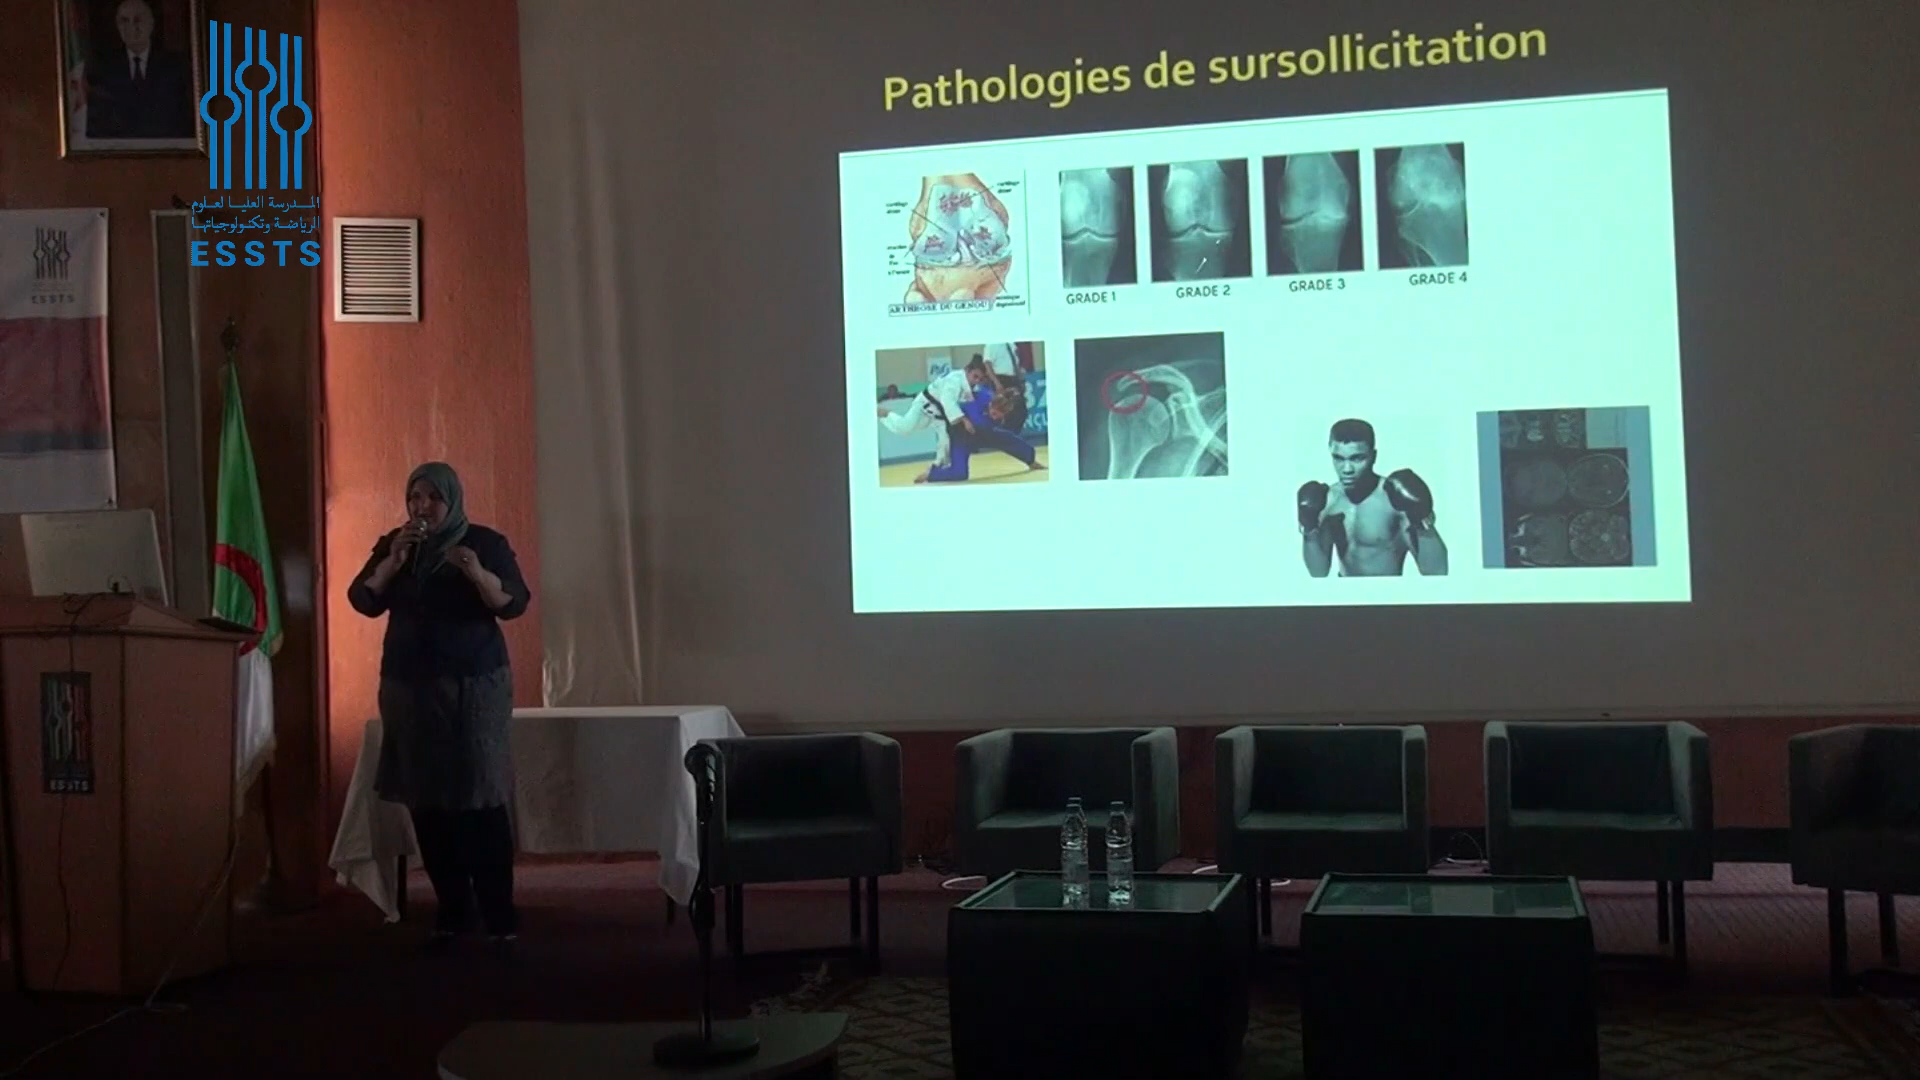 المدرسة العليا لعلوم
الرياضة وتكنولوجياتها
ESSTS
ESSTS
ESSTS
Pathologies de sursollicitation
ARTHROSE DU GENOU
GRADE 1
GRADE 2
GRADE 3
GRADE 4